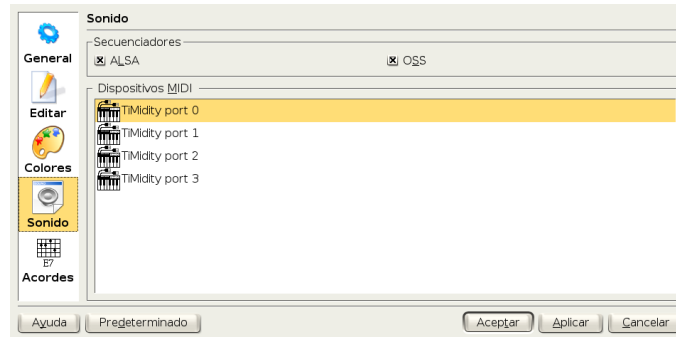 Sonido
General
Editar
Colores
Sonido
E7
Acordes
Secuenciadores
ALSA
OSS
Dispositivos MIDI
TiMidity port 0
TiMidity port 1
TiMidity port 2
TiMidity port 3
Ayuda
Predeterminado
Aceptar
Aplicar
Cancelar